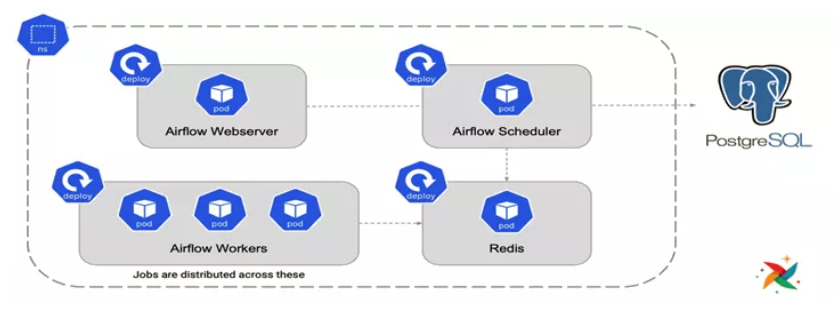 ns
deploy
pod
Airflow Webserver
deploy
pod
Airflow Scheduler
PostgreSQL
deploy
pod
pod
pod
Airflow Workers
Jobs are distributed across these
deploy
pod
Redis